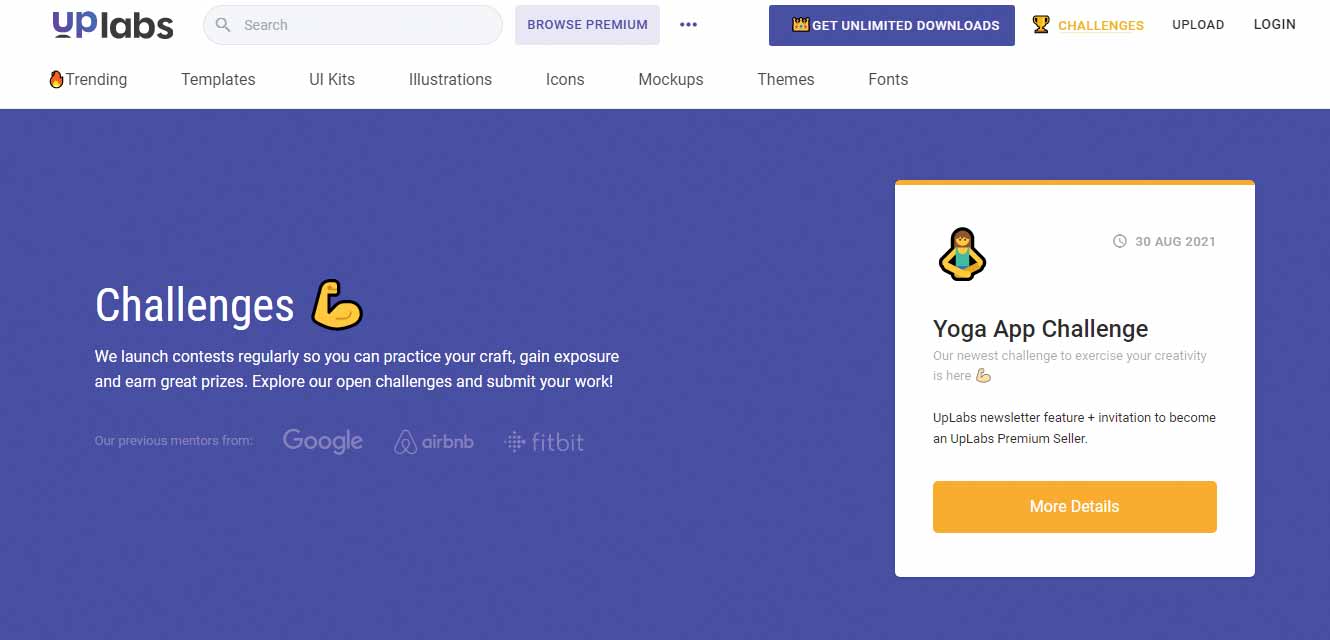 uplabs
Search
BROWSE PREMIUM
GET UNLIMITED DOWNLOADS
CHALLENGES
UPLOAD
LOGIN
Trending
Templates
UI Kits
Illustrations
Icons
Mockups
Themes
Fonts
Challenges
We launch contests regularly so you can practice your craft, gain exposure
and earn great prizes. Explore our open challenges and submit your work!
Our previous mentors from:
Google
airbnb
fitbit
30 AUG 2021
Yoga App Challenge
Our newest challenge to exercise your creativity
is here
UpLabs newsletter feature + invitation to become
an UpLabs Premium Seller.
More Details